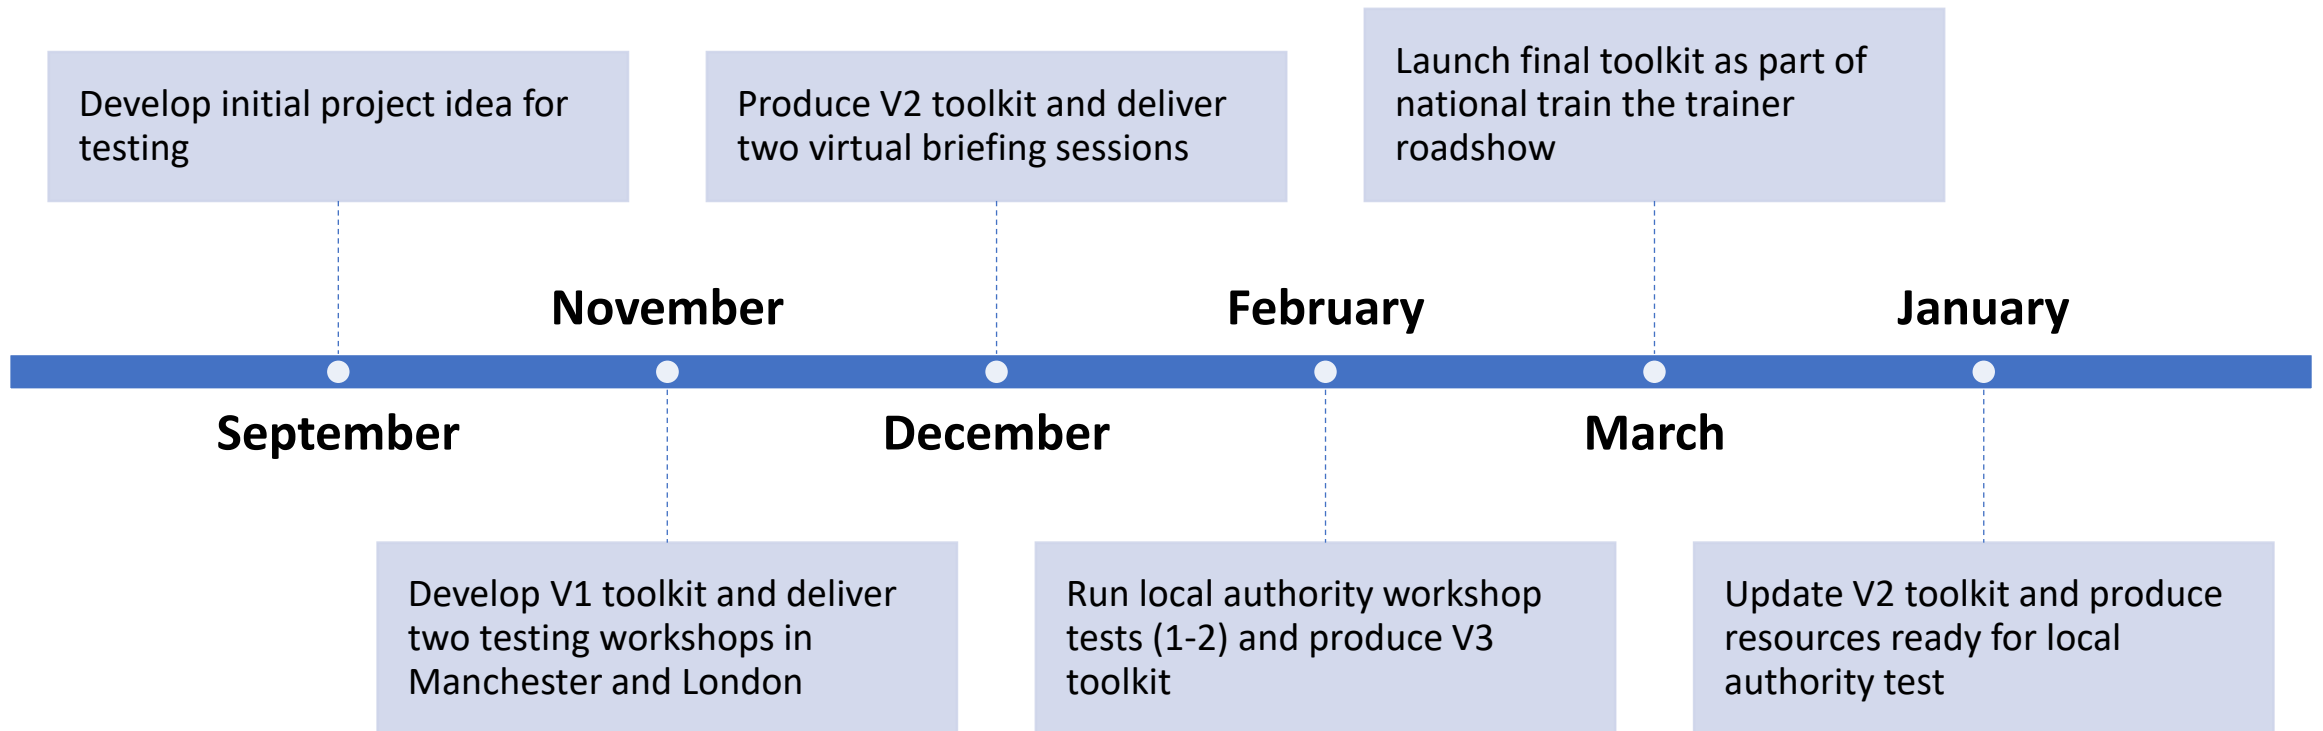 Develop initial project idea for
testing
Produce V2 toolkit and deliver
two virtual briefing sessions
Launch final toolkit as part of
national train the trainer
roadshow
November
February
January
September
December
March
Develop V1 toolkit and deliver
two testing workshops in
Manchester and London
Run local authority workshop
tests (1-2) and produce V3
toolkit
Update V2 toolkit and produce
resources ready for local
authority test